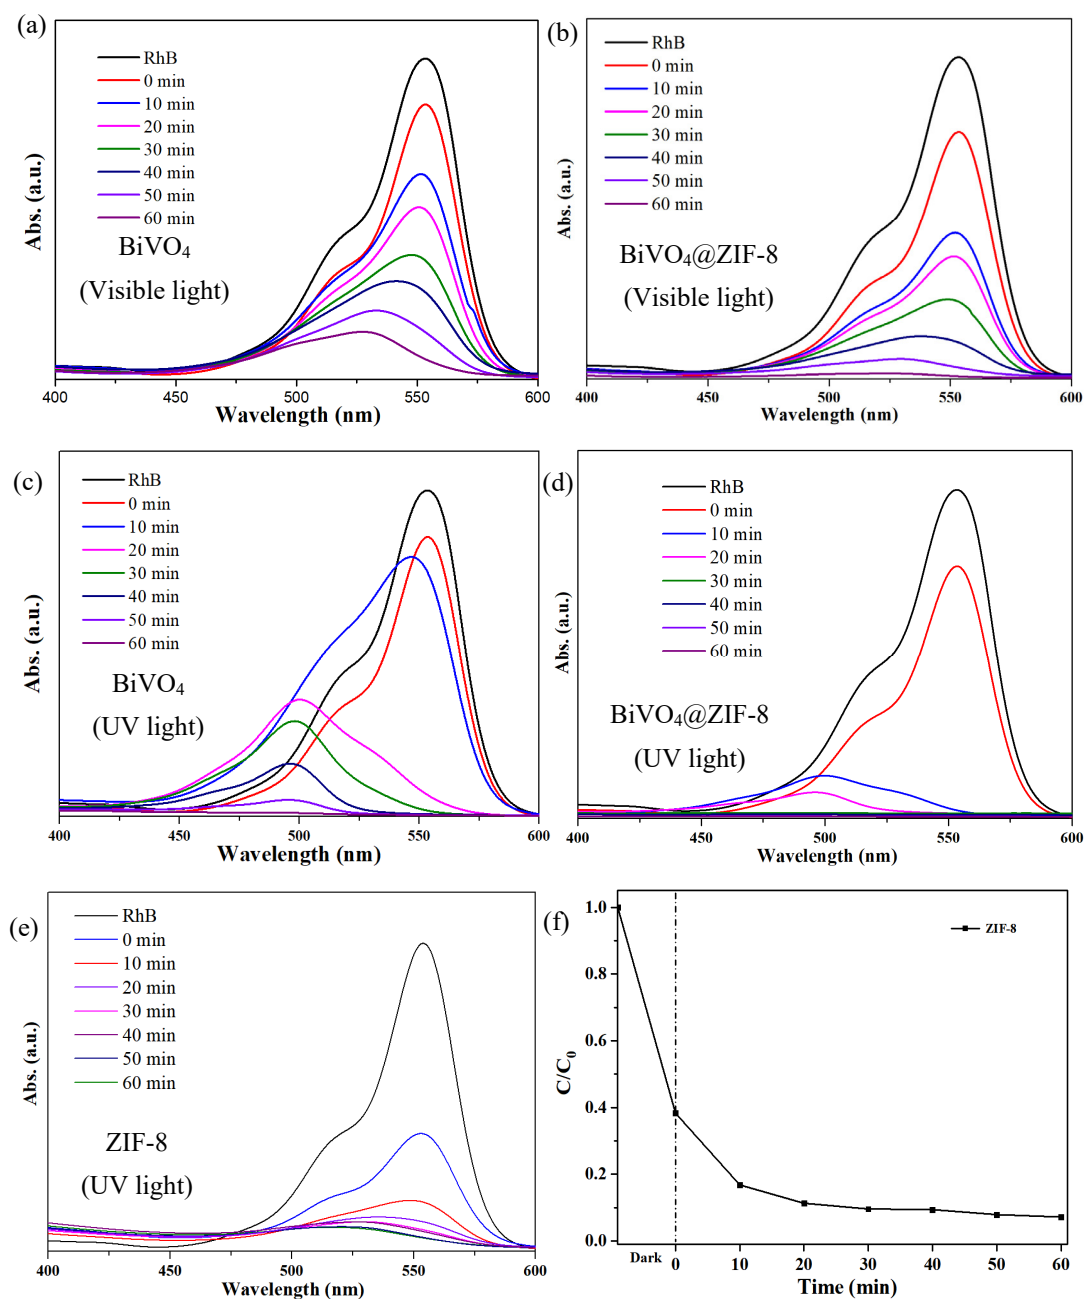 (a)
RhB
0 min
10 min
20 min
30 min
40 min
50 min
60 min
BiVO₄
(Visible light)
Abs. (a.u.)
400 450 500 550 600
Wavelength (nm)
(b)
RhB
0 min
10 min
20 min
30 min
40 min
50 min
60 min
BiVO₄@ZIF-8
(Visible light)
Abs. (a.u.)
400 450 500 550 600
Wavelength (nm)
(c)
RhB
0 min
10 min
20 min
30 min
40 min
50 min
60 min
BiVO₄
(UV light)
Abs. (a.u.)
400 450 500 550 600
Wavelength (nm)
(d)
RhB
0 min
10 min
20 min
30 min
40 min
50 min
60 min
BiVO₄@ZIF-8
(UV light)
Abs. (a.u.)
400 450 500 550 600
Wavelength (nm)
(e)
RhB
0 min
10 min
20 min
30 min
40 min
50 min
60 min
ZIF-8
(UV light)
Abs. (a.u.)
400 450 500 550 600
Wavelength (nm)
(f)
ZIF-8
C/C₀
1.0
0.8
0.6
0.4
0.2
0.0
Dark 0 10 20 30 40 50 60
Time (min)